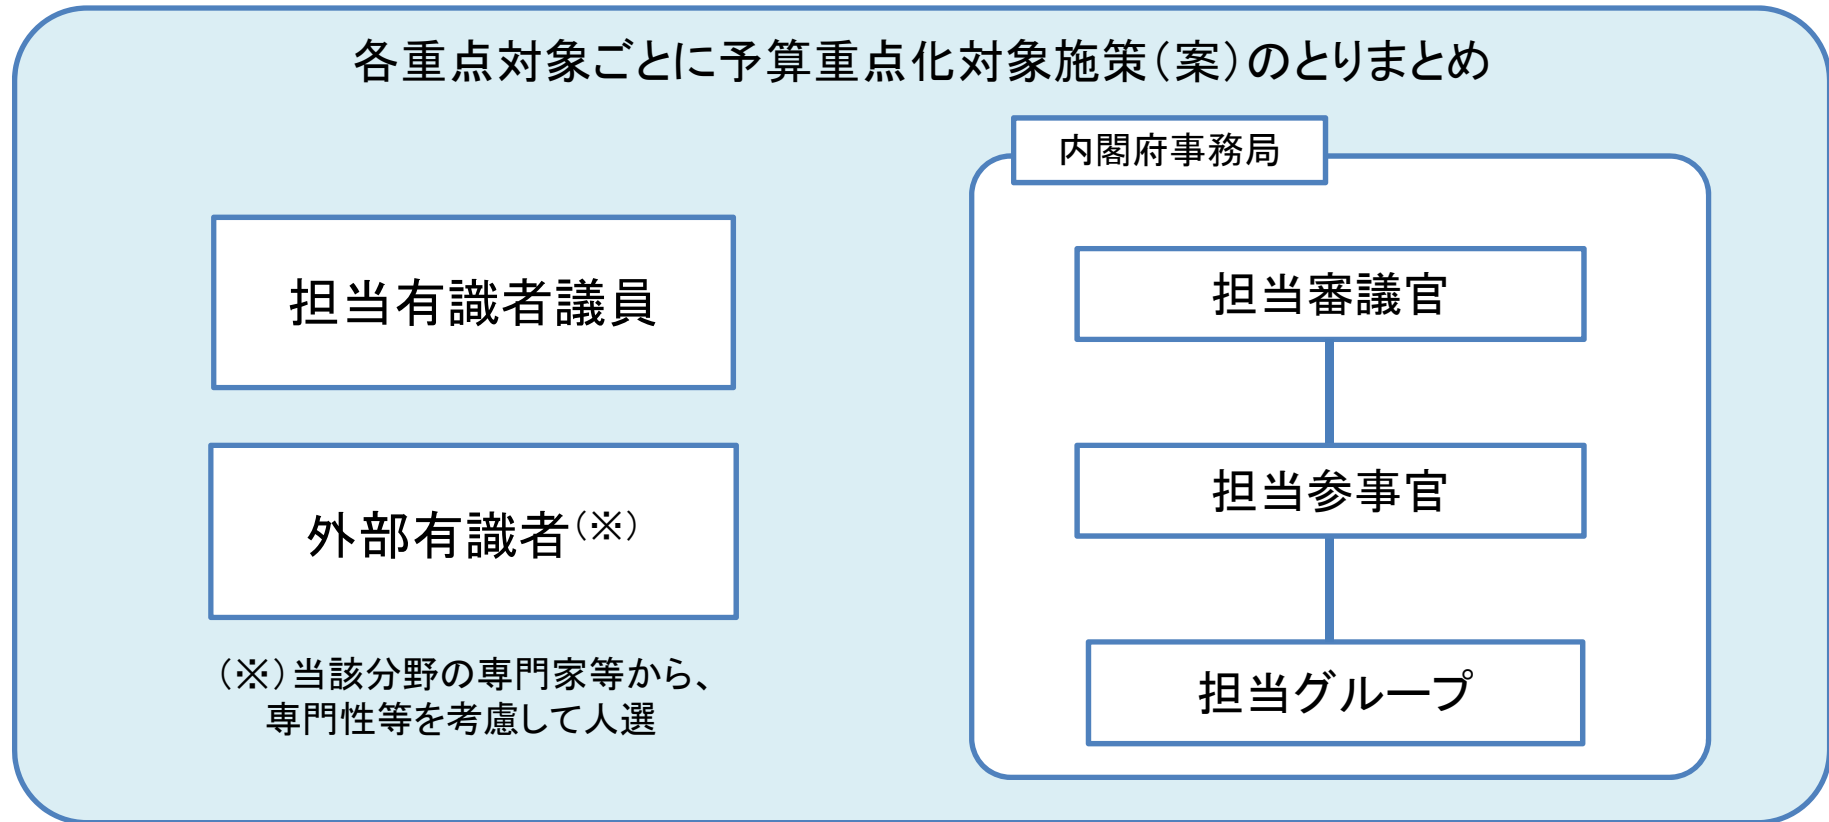 各重点対象ごとに予算重点化対象施策(案)のとりまとめ
担当有識者議員
外部有識者(※)
(※)当該分野の専門家等から、
専門性等を考慮して人選
内閣府事務局
担当審議官
担当参事官
担当グループ